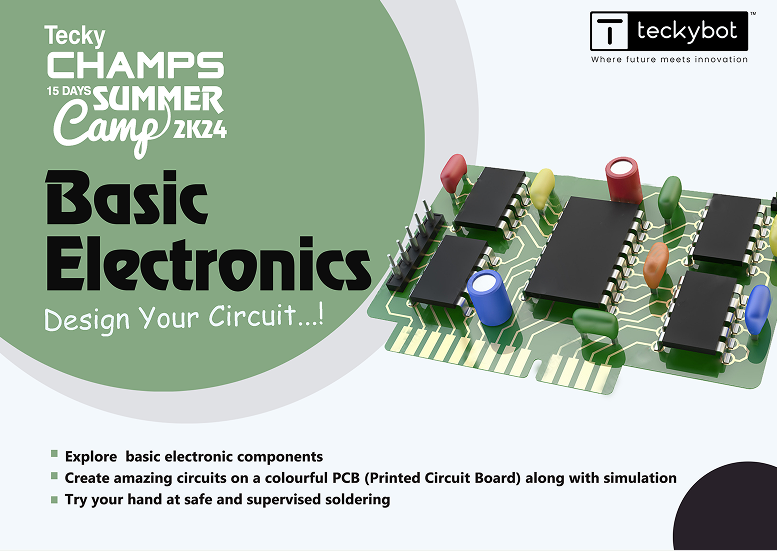 Tecky
CHAMPS
15 DAYS SUMMER
Camp 2K24
T teckybot ™
Where future meets innovation
Basic
Electronics
Design Your Circuit...!
Explore basic electronic components
Create amazing circuits on a colourful PCB (Printed Circuit Board) along with simulation
Try your hand at safe and supervised soldering